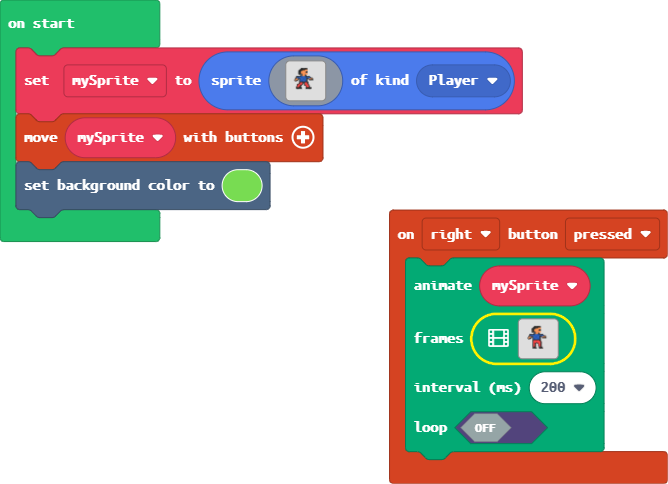 on start
set mySprite to sprite of kind Player
move mySprite with buttons
set background color to
on right button pressed
animate mySprite
frames
interval (ms) 200
loop OFF